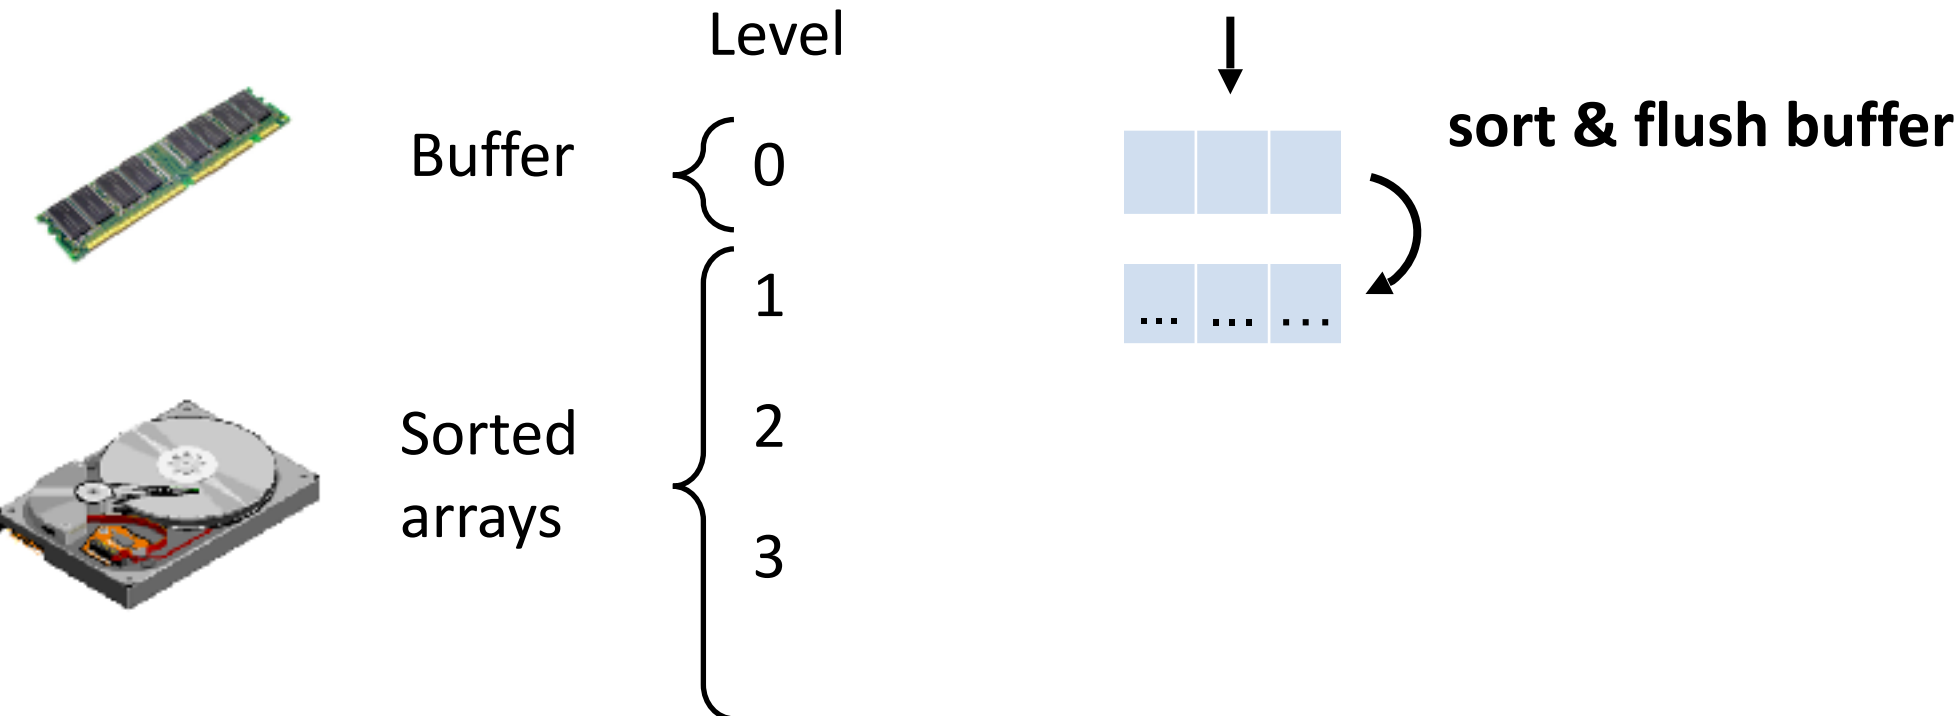 Level
Buffer
0
sort & flush buffer
1
... ... ...
Sorted
arrays
2
3